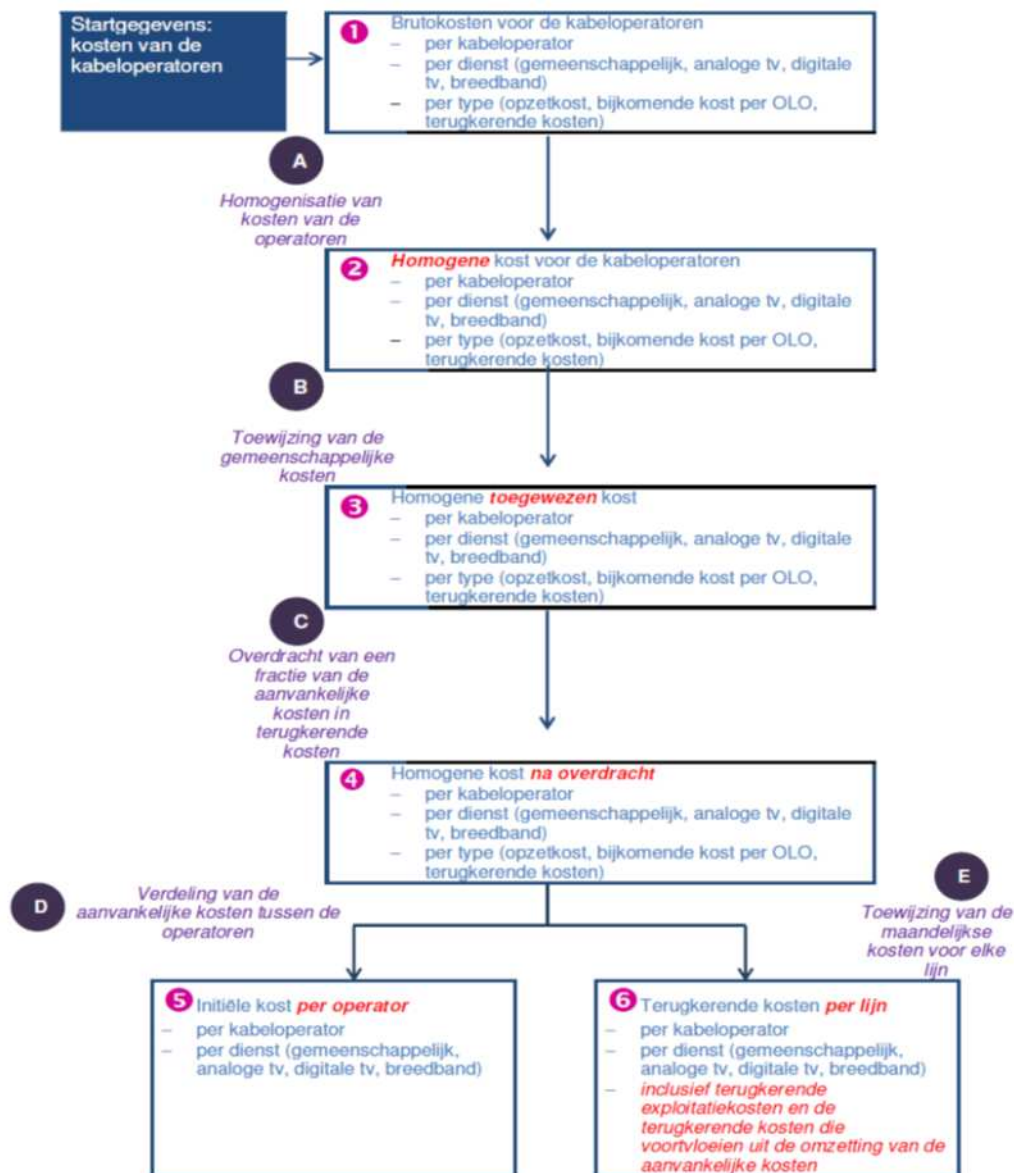 Startgegevens:
kosten van de
kabeloperatoren
1 Brutokosten voor de kabeloperatoren
– per kabeloperator
– per dienst (gemeenschappelijk, analoge tv, digitale
tv, breedband)
– per type (opzetkost, bijkomende kost per OLO,
terugkerende kosten)
A
Homogenisatie van
kosten van de
operatoren
2 Homogene kost voor de kabeloperatoren
– per kabeloperator
– per dienst (gemeenschappelijk, analoge tv, digitale
tv, breedband)
– per type (opzetkost, bijkomende kost per OLO,
terugkerende kosten)
B
Toewijzing van de
gemeenschappelijke
kosten
3 Homogene toegewezen kost
– per kabeloperator
– per dienst (gemeenschappelijk, analoge tv, digitale
tv, breedband)
– per type (opzetkost, bijkomende kost per OLO,
terugkerende kosten)
C
Overdracht van een
fractie van de
aanvankelijke
kosten in
terugkerende
kosten
4 Homogene kost na overdracht
– per kabeloperator
– per dienst (gemeenschappelijk, analoge tv, digitale
tv, breedband)
– per type (opzetkost, bijkomende kost per OLO,
terugkerende kosten)
D
Verdeling van de
aanvankelijke kosten tussen de
operatoren
E
Toewijzing van de
maandelijkse
kosten voor elke
lijn
5 Initiële kost per operator
– per kabeloperator
– per dienst (gemeenschappelijk,
analoge tv, digitale tv, breedband)
6 Terugkerende kosten per lijn
– per kabeloperator
– per dienst (gemeenschappelijk,
analoge tv, digitale tv, breedband)
– inclusief terugkerende
exploitatiekosten en de
terugkerende kosten die
voortvloeien uit de omzetting van de
aanvankelijke kosten